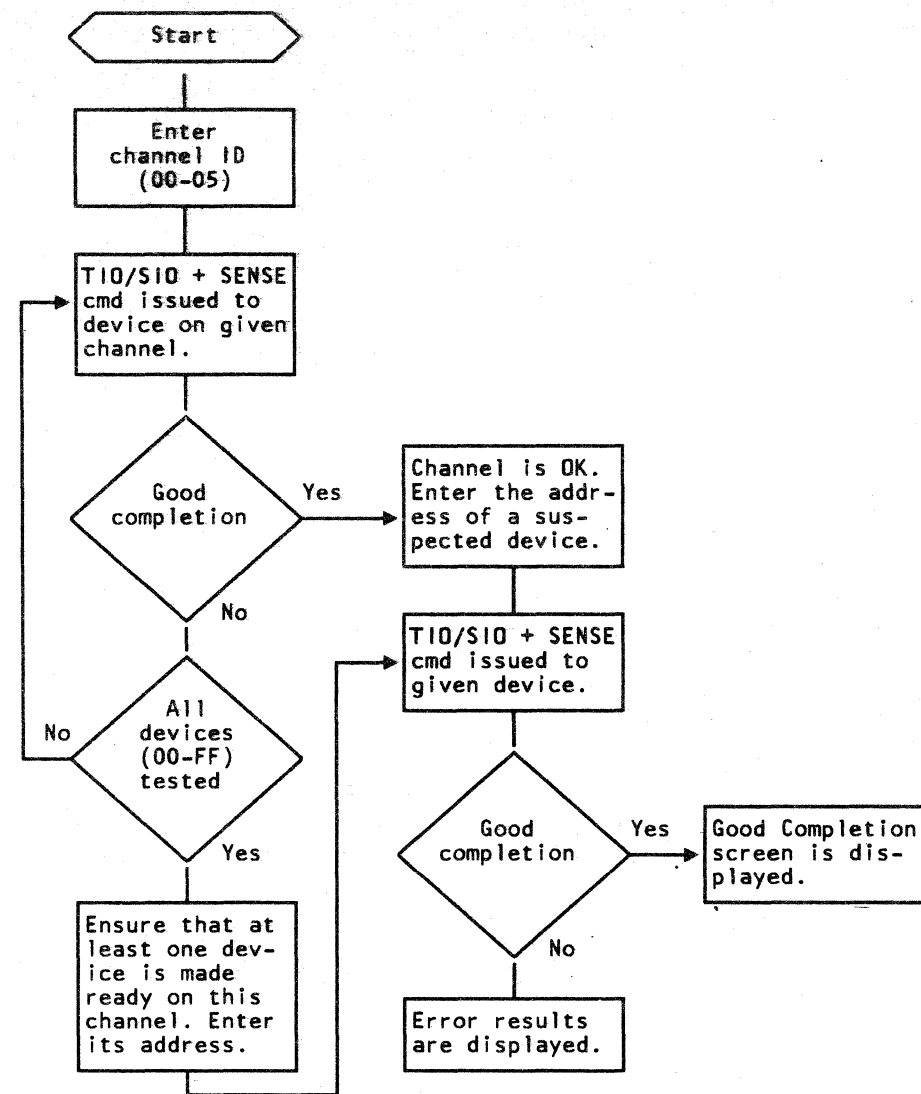 Start
Enter
channel ID
(00-05)
TIO/SIO + SENSE
cmd issued to
device on given
channel.
Good
completion
Yes
No
All
devices
(00-FF)
tested
No
Yes
Ensure that at
least one dev-
ice is made
ready on this
channel. Enter
its address.
Channel is OK.
Enter the addr-
ess of a sus-
pected device.
TIO/SIO + SENSE
cmd issued to
given device.
Good
completion
Yes
No
Good Completion
screen is dis-
played.
Error results
are displayed.